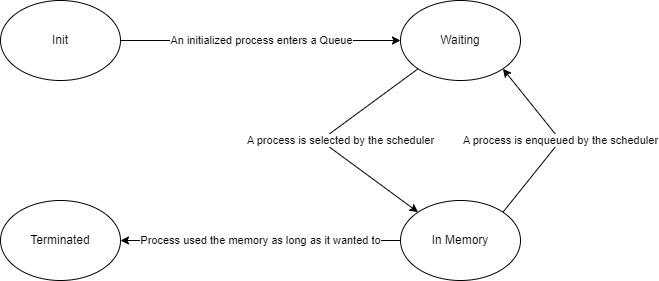 Init
An initialized process enters a Queue
Waiting
A process is selected by the scheduler
A process is enqueued by the scheduler
Terminated
Process used the memory as long as it wanted to
In Memory